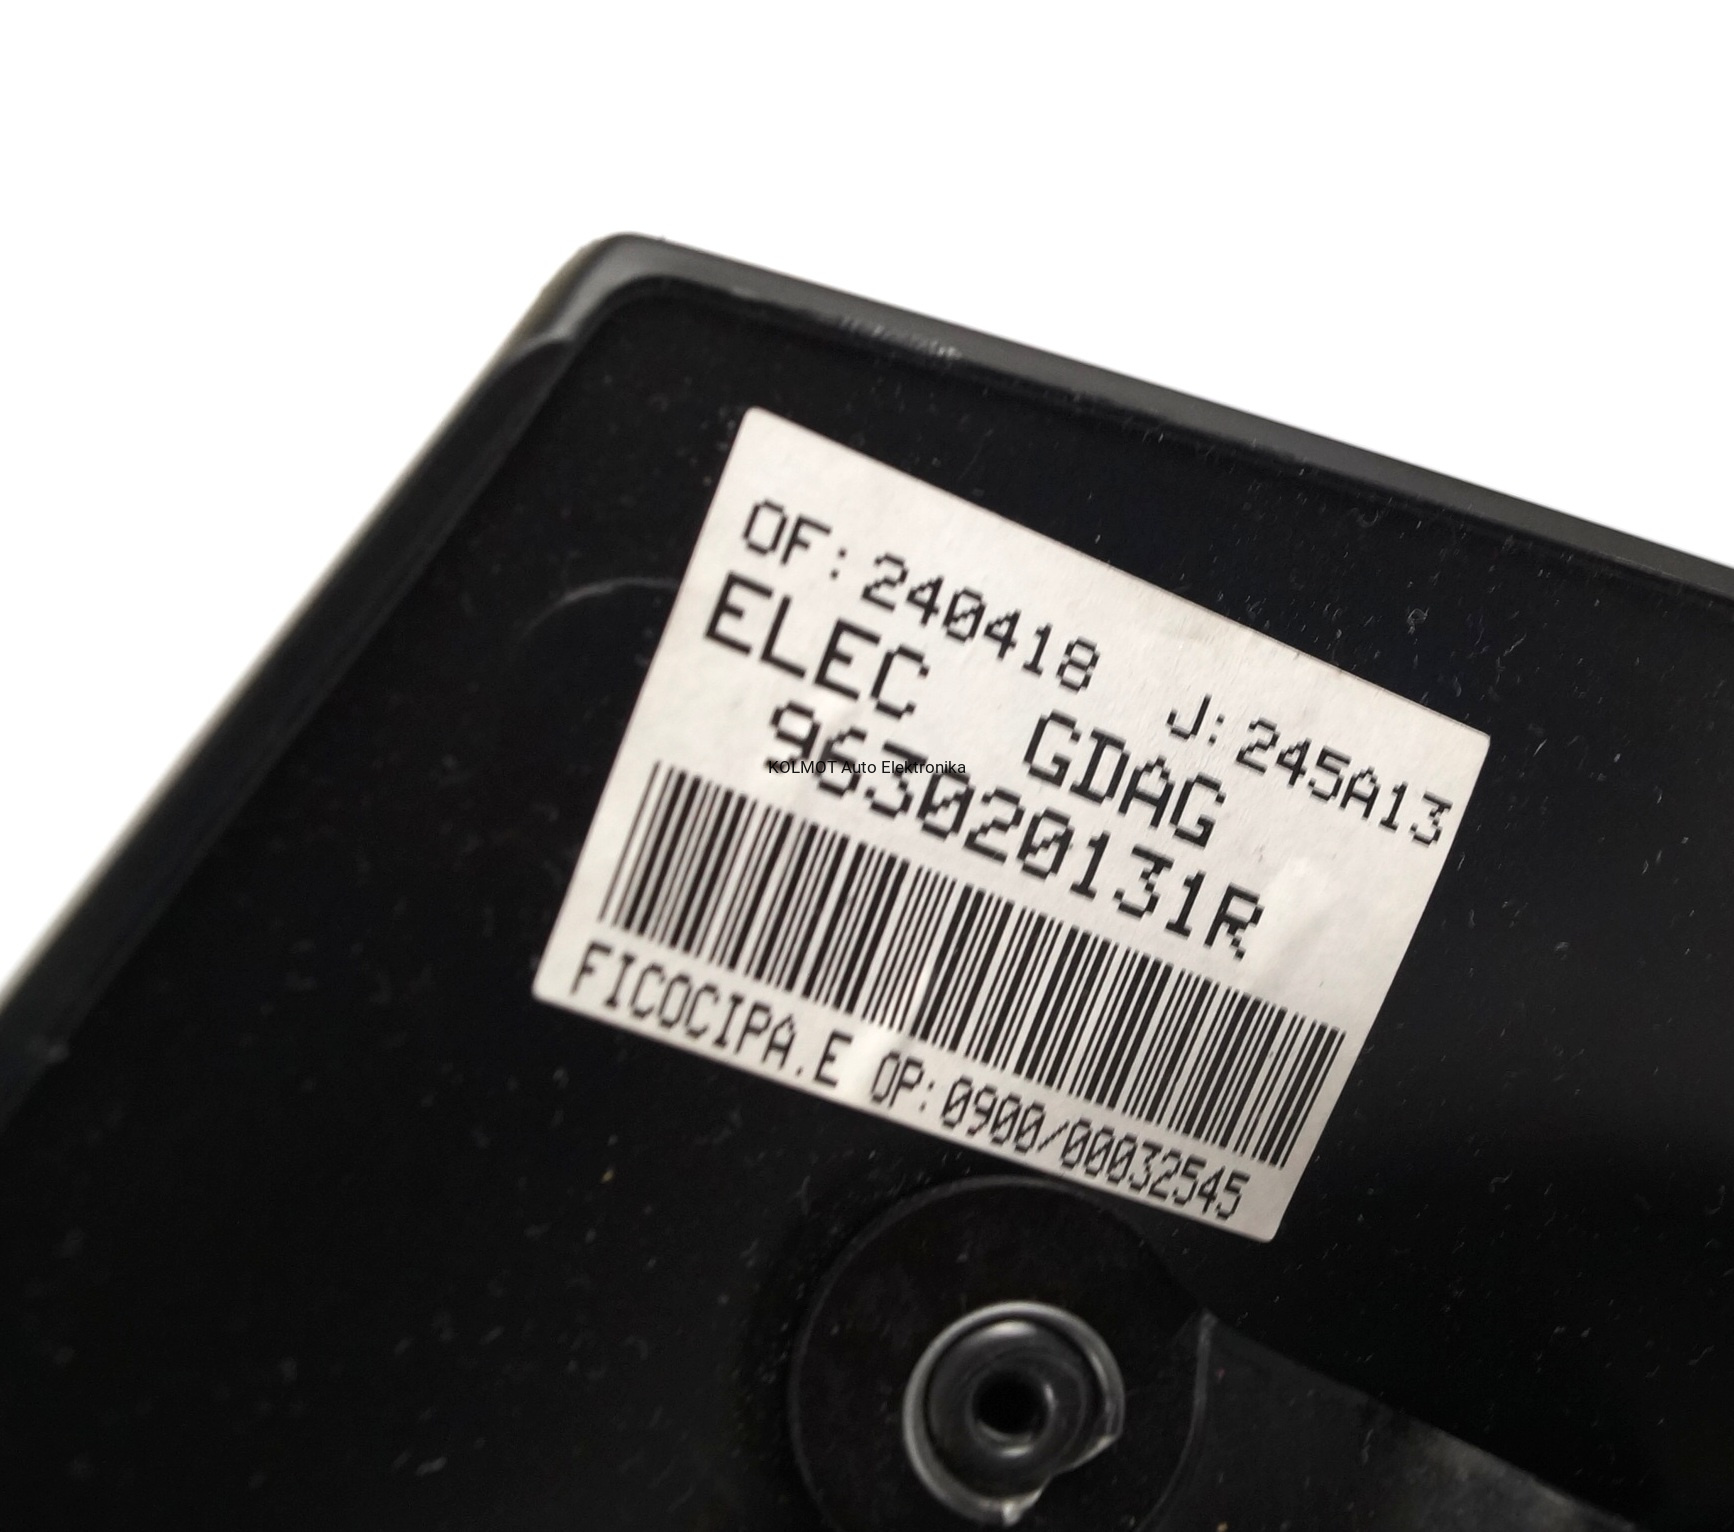 OF: 240418 J: 245A13
ELEC GDAG
963020131R
KOLMOT Auto Elektronika
FICOCIPA.E OP: 0900/00032545